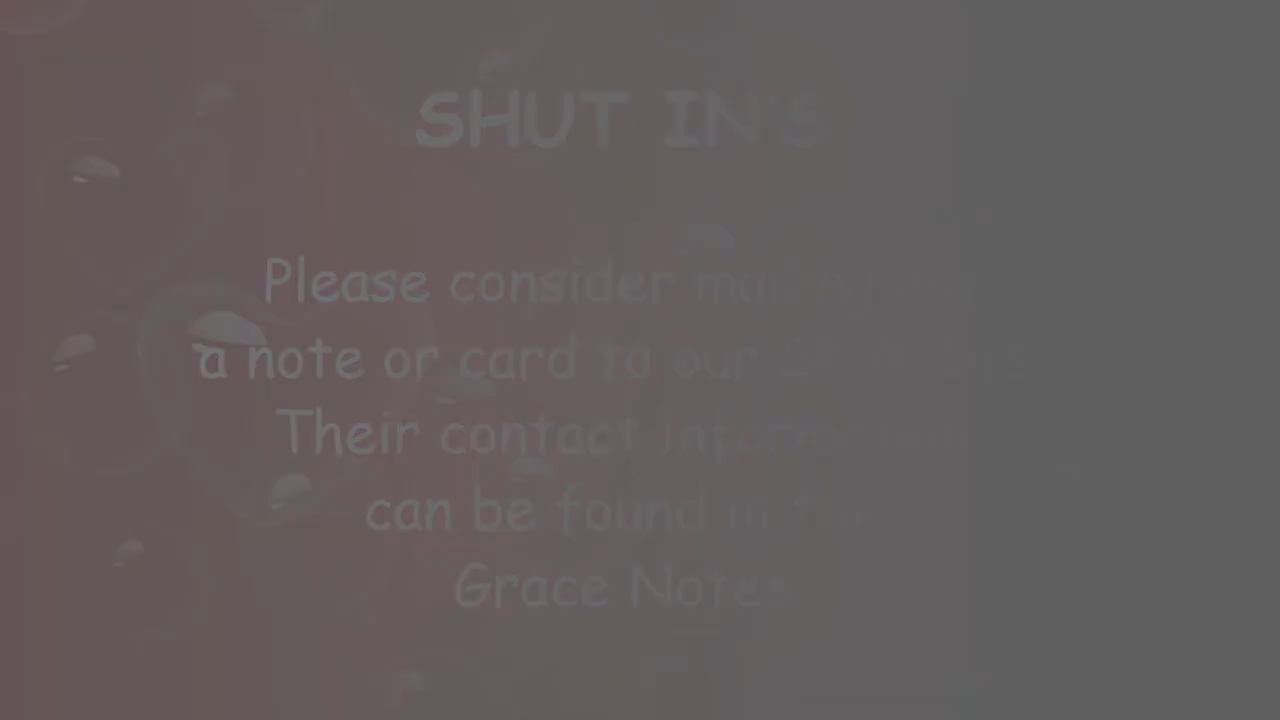 SHUT IN'S
Please consider mailing
a note or card to our Shut-Ins.
Their contact information
can be found in the
Grace Notes